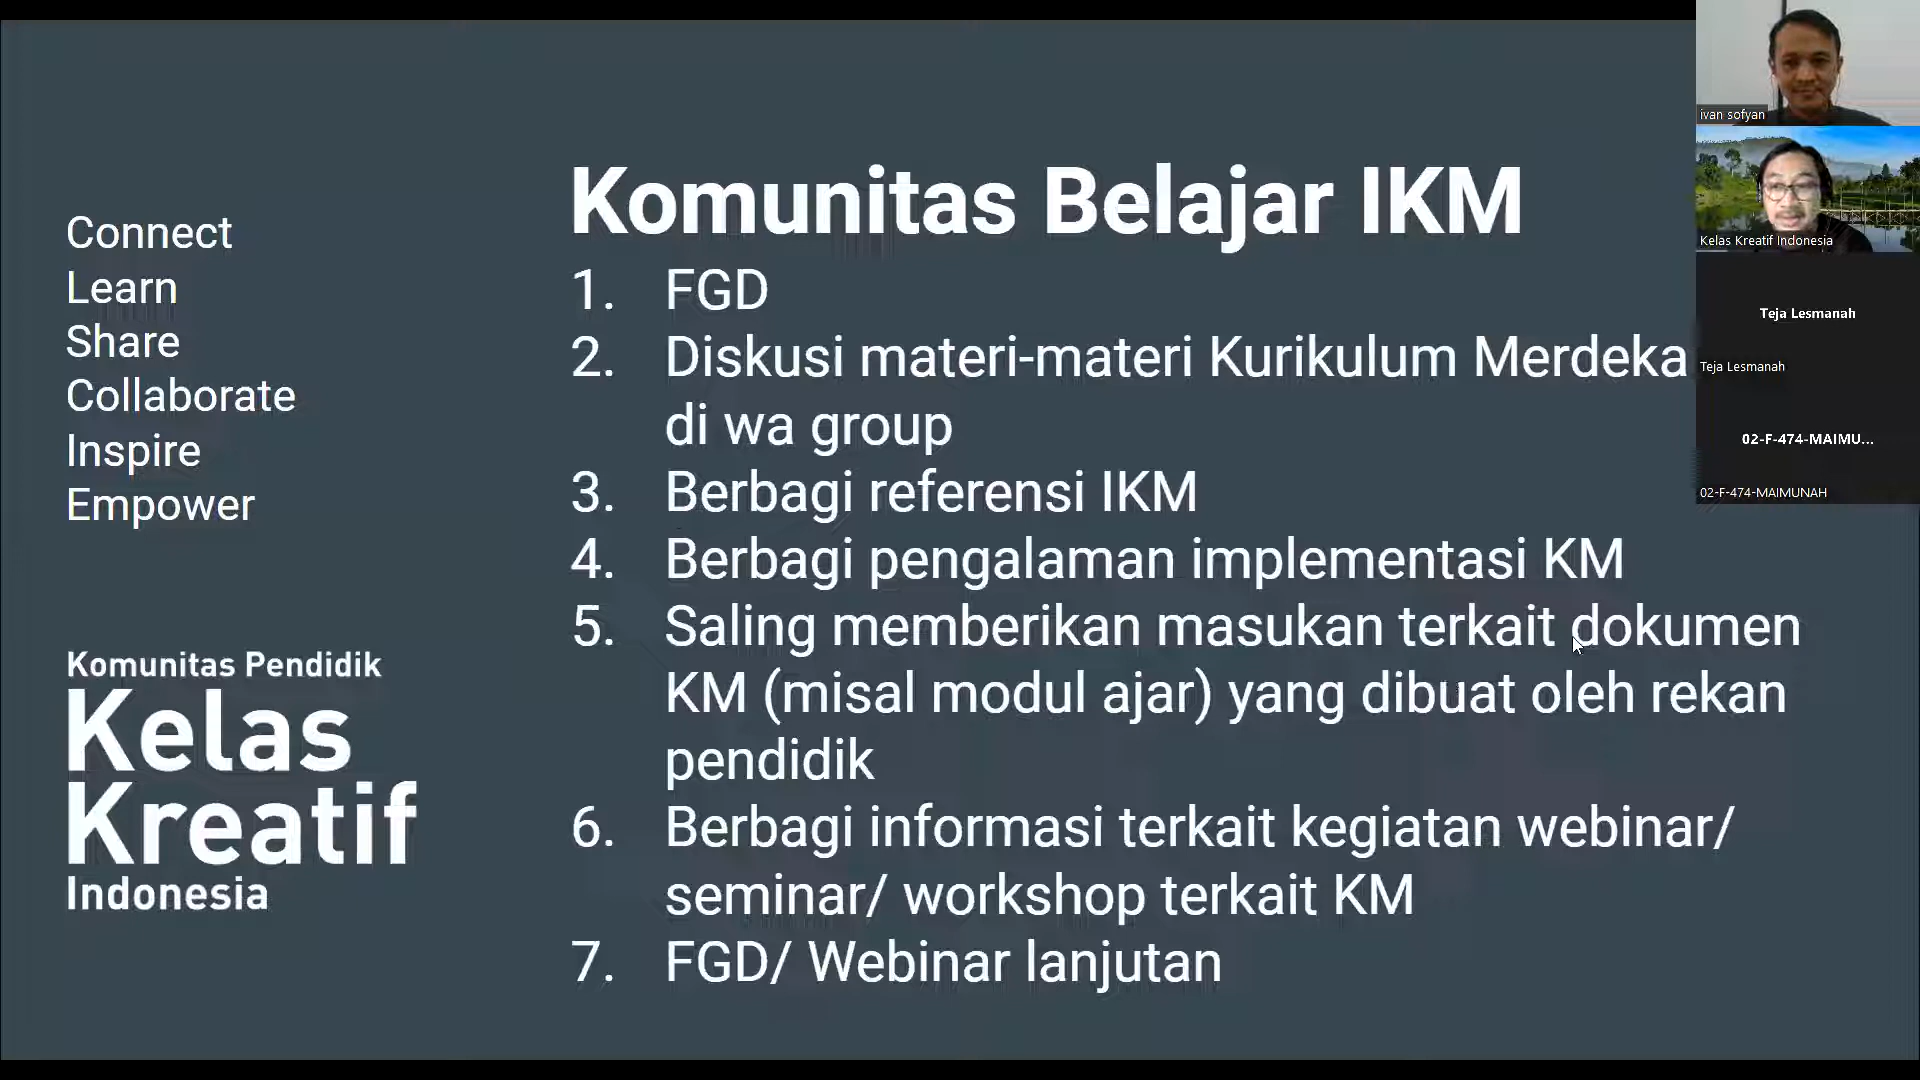 Connect
Learn
Share
Collaborate
Inspire
Empower
Komunitas Pendidik
Kelas
Kreatif
Indonesia
Komunitas Belajar IKM
1. FGD
2. Diskusi materi-materi Kurikulum Merdeka
di wa group
3. Berbagi referensi IKM
4. Berbagi pengalaman implementasi KM
5. Saling memberikan masukan terkait dokumen
KM (misal modul ajar) yang dibuat oleh rekan
pendidik
6. Berbagi informasi terkait kegiatan webinar/
seminar/ workshop terkait KM
7. FGD/ Webinar lanjutan
ivan sofyan
Kelas Kreatif Indonesia
Teja Lesmanah
Teja Lesmanah
02-F-474-MAIMU...
02-F-474-MAIMUNAH